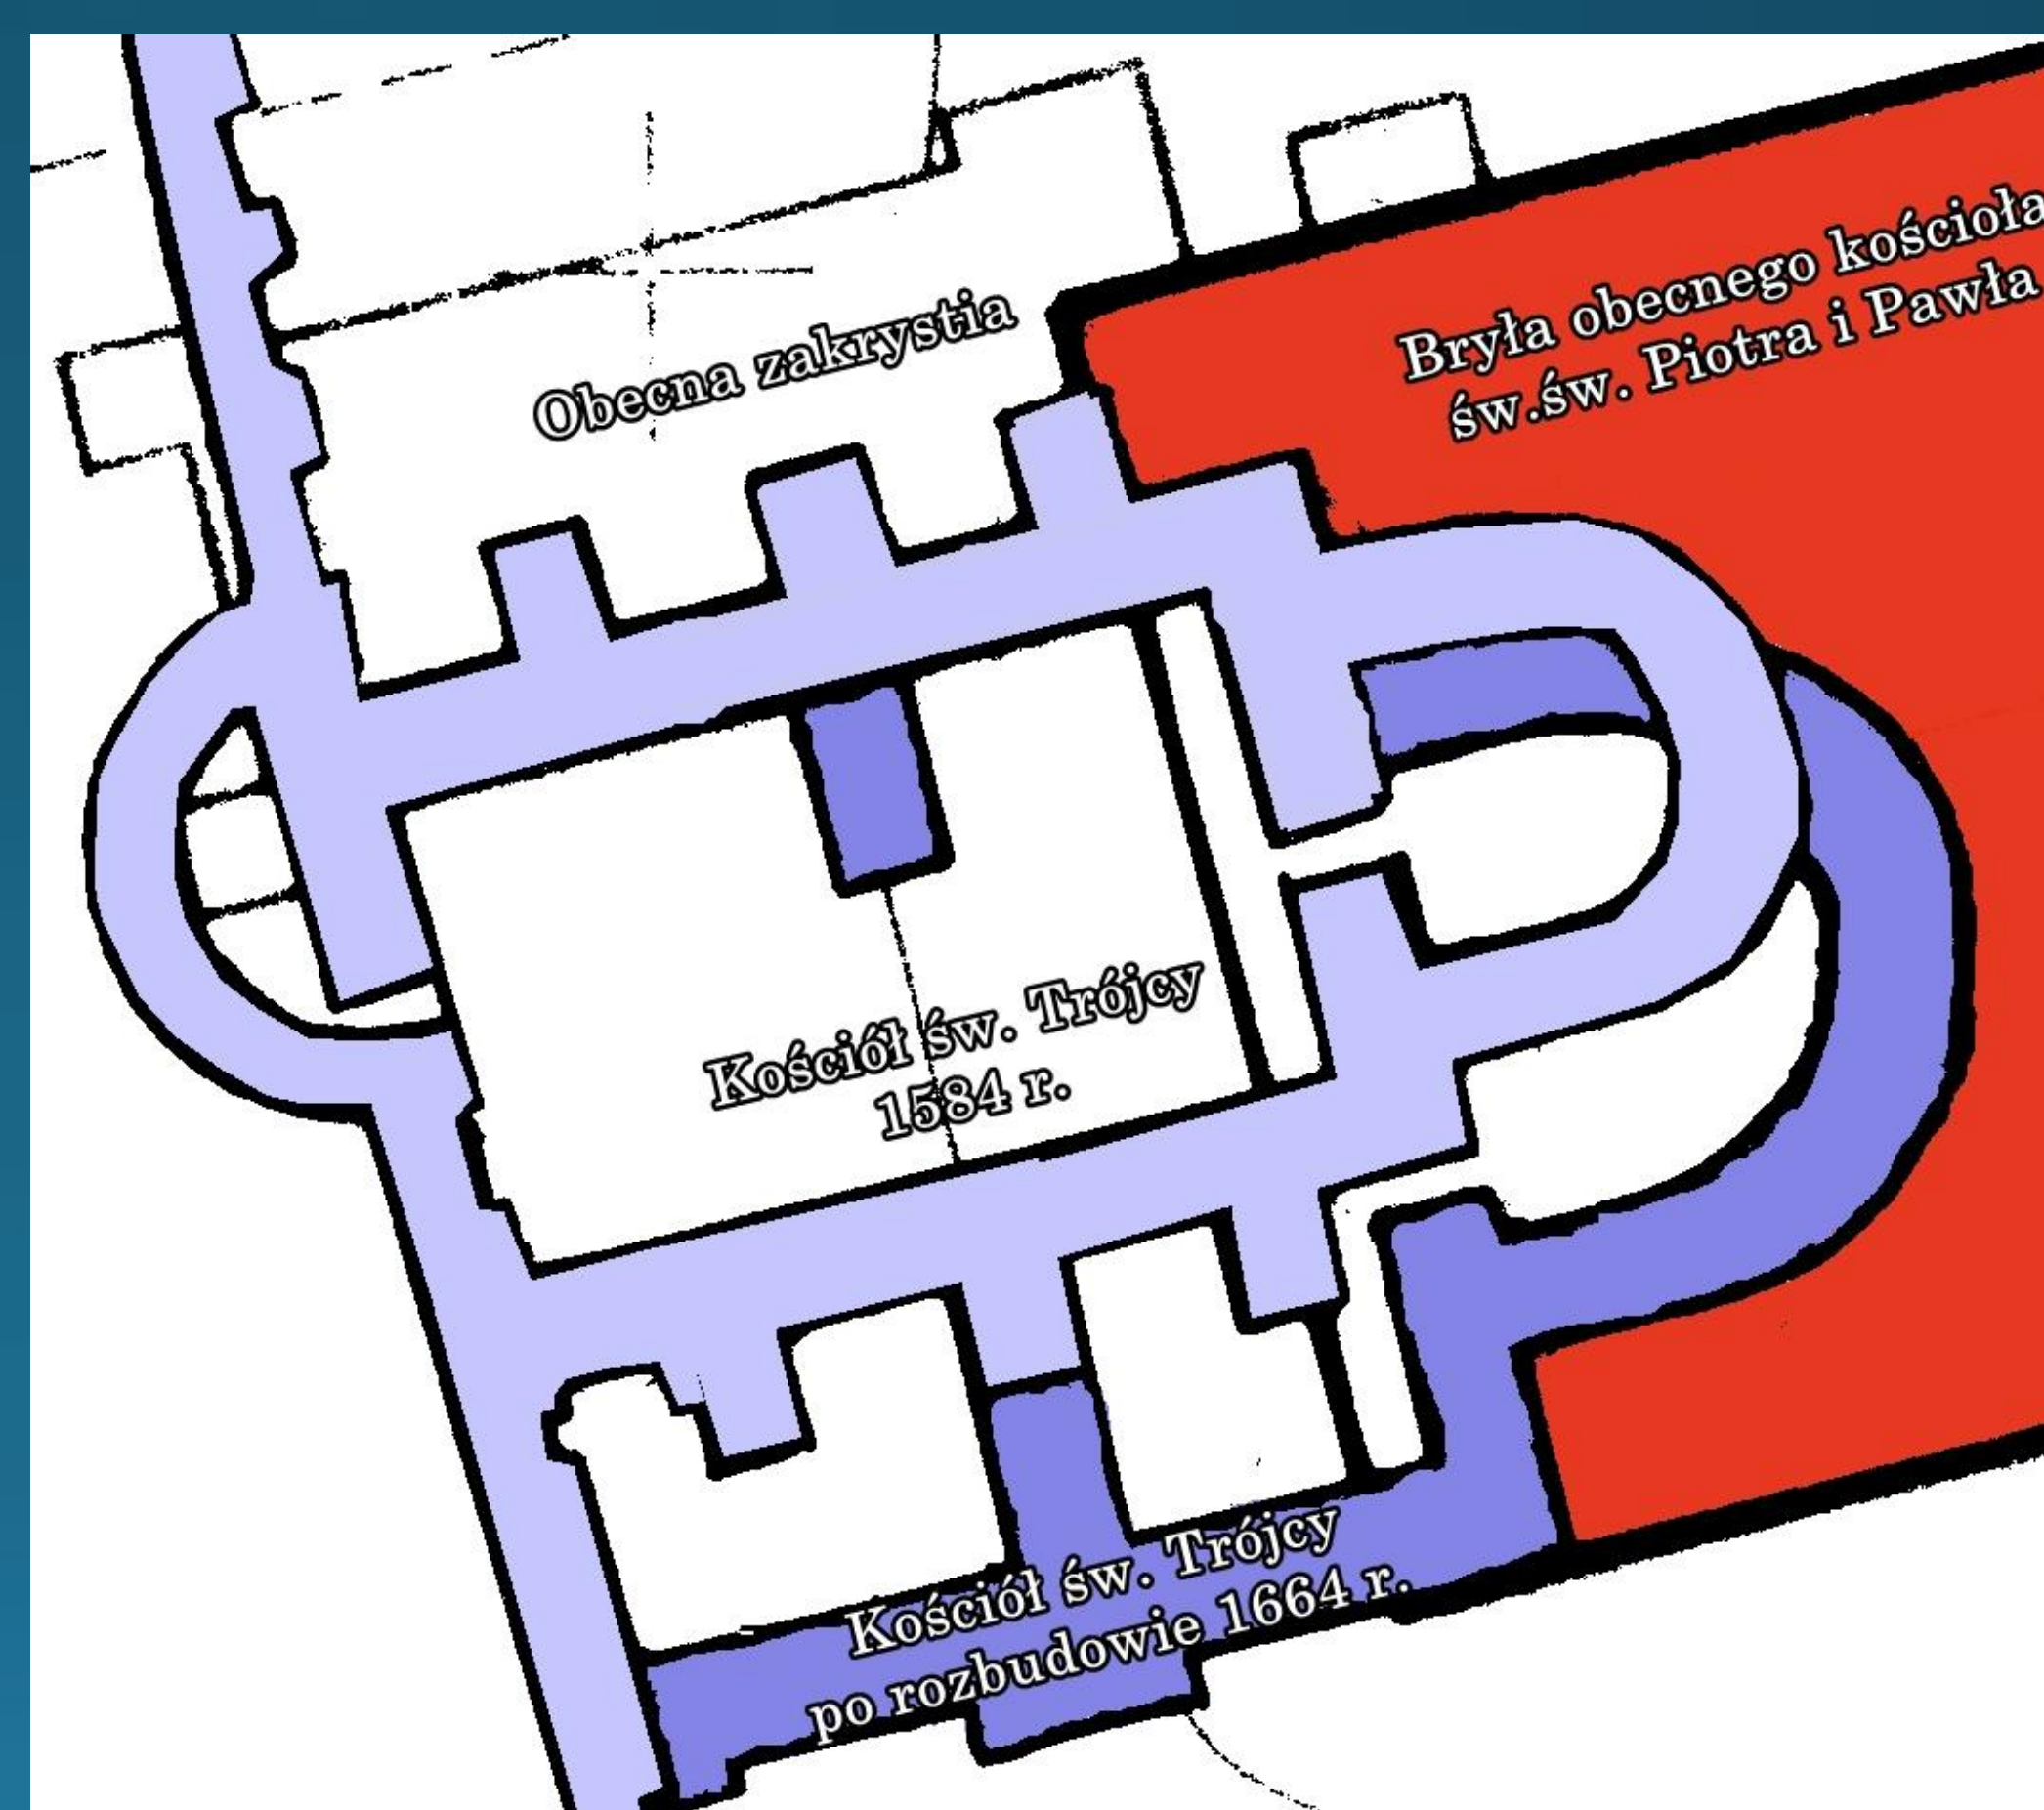 Bryła obecnego kościoła
św.św. Piotra i Pawła
Obecna zakrystia
Kościół św. Trójcy
1584 r.
Kościół św. Trójcy
po rozbudowie 1664 r.